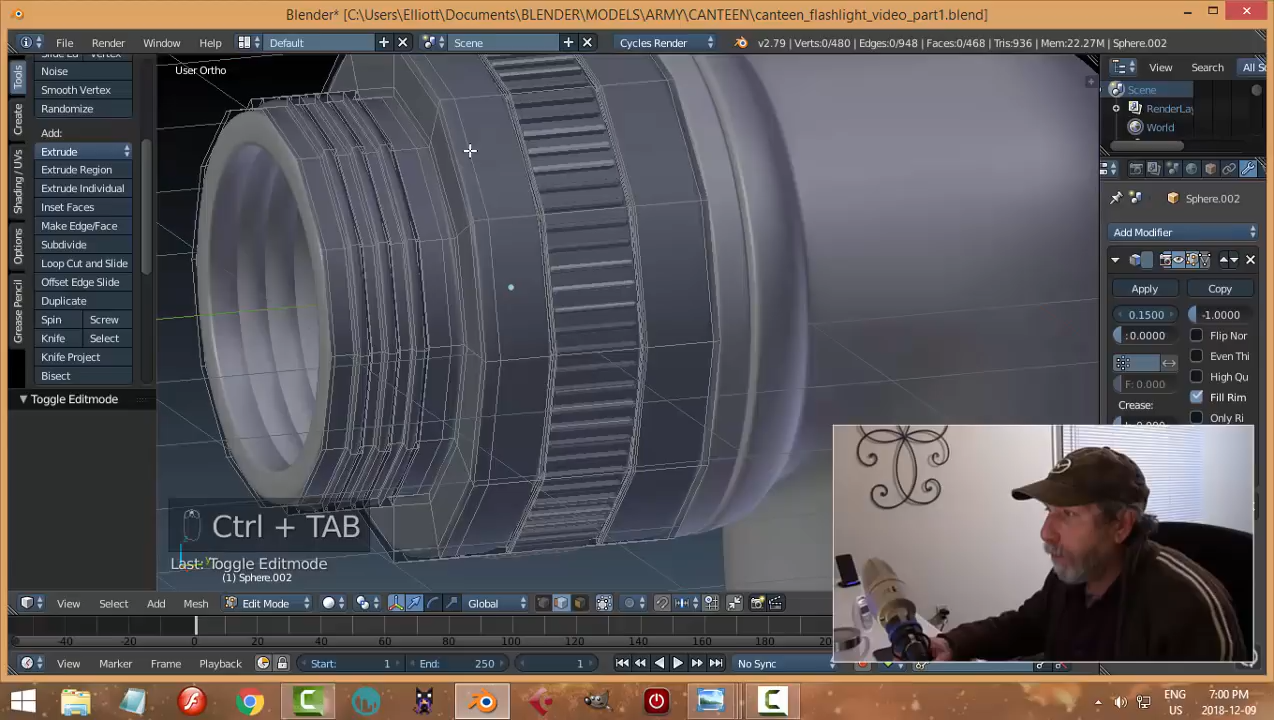 Blender* [C:\Users\Elliott\Documents\BLENDER\MODELS\ARMY\CANTEEN\canteen_flashlight_video_part1.blend]
File Render Window Help Default Scene Cycles Render v2.79 | Verts:0/480 | Edges:0/948 | Faces:0/468 | Tris:936 | Mem:22.27M | Sphere.002
View Search All Sc
Scene
RenderLay
World
User Ortho
Tools
Create
Shading / UVs
Options
Grease Pencil
Noise
Smooth Vertex
Randomize
Add:
Extrude
Extrude Region
Extrude Individual
Inset Faces
Make Edge/Face
Subdivide
Loop Cut and Slide
Offset Edge Slide
Duplicate
Spin Screw
Knife Select
Knife Project
Bisect
Toggle Editmode
Sphere.002
Add Modifier
Apply Copy
0.1500 -1.0000
:0.0000 Flip Nor
Even Thi
High Qu
F: 0.000 Fill Rim
Crease: Only Ri
Ctrl + TAB
Last: Toggle Editmode
(1) Sphere.002
View Select Add Mesh Edit Mode Global
-40 -20 0 20 40 60 80 100 120 140 160 180
View Marker Frame Playback Start: 1 End: 250 1 No Sync
ENG
US
7:00 PM
2018-12-09